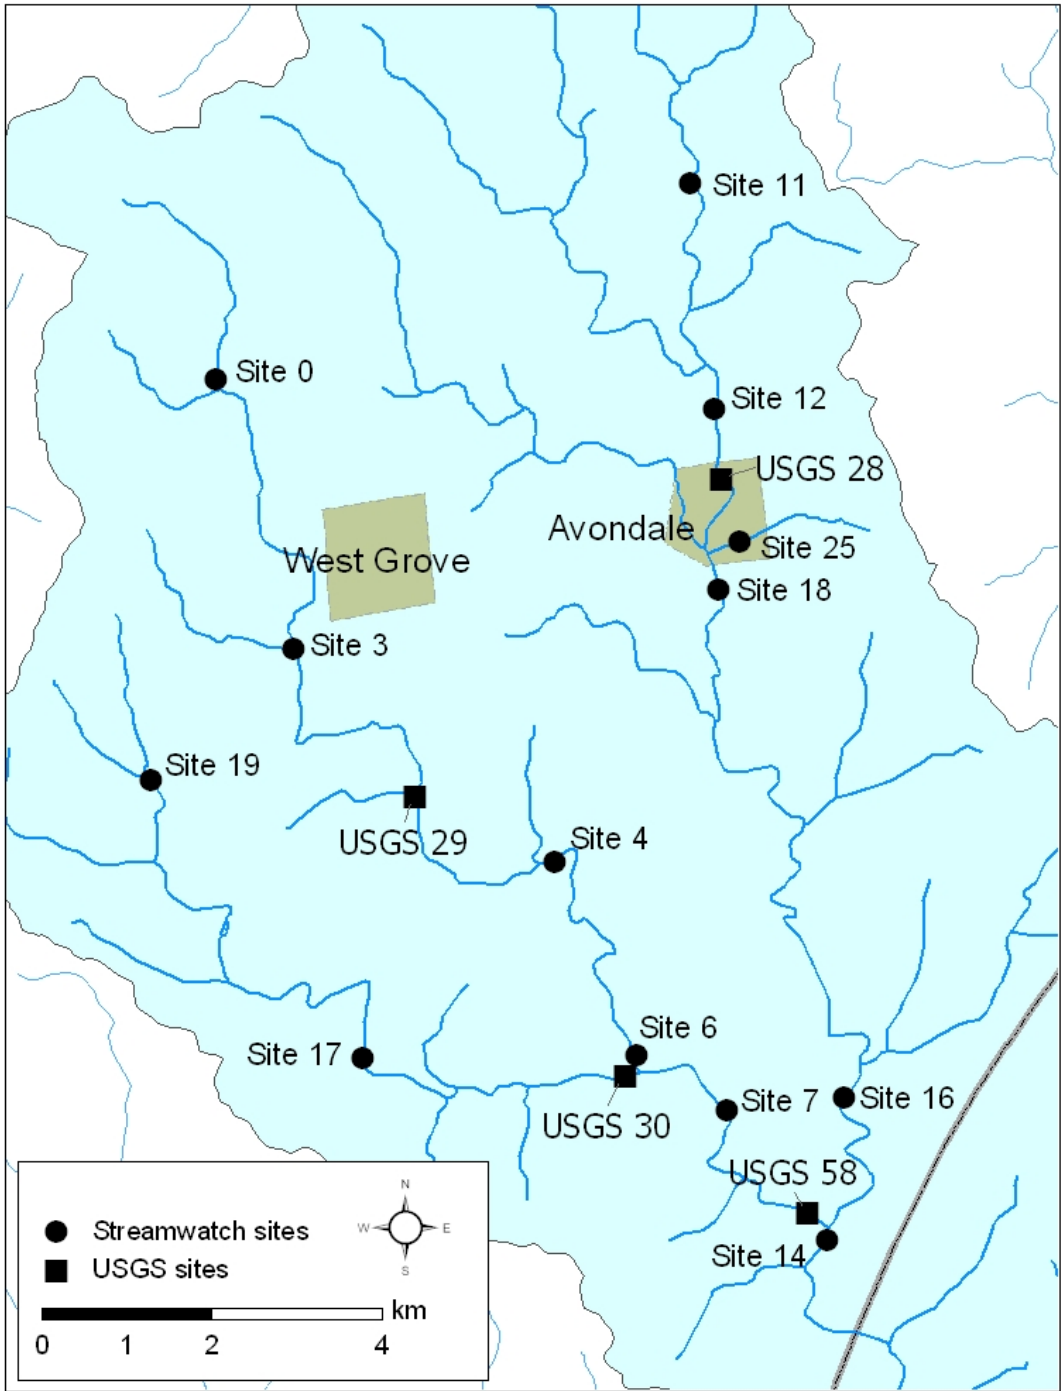 Site 11
Site 0
Site 12
USGS 28
Avondale
Site 25
West Grove
Site 18
Site 3
Site 19
USGS 29
Site 4
Site 6
Site 17
Site 7
Site 16
USGS 30
USGS 58
Site 14
N
W
E
S
Streamwatch sites
USGS sites
km
0 1 2 4